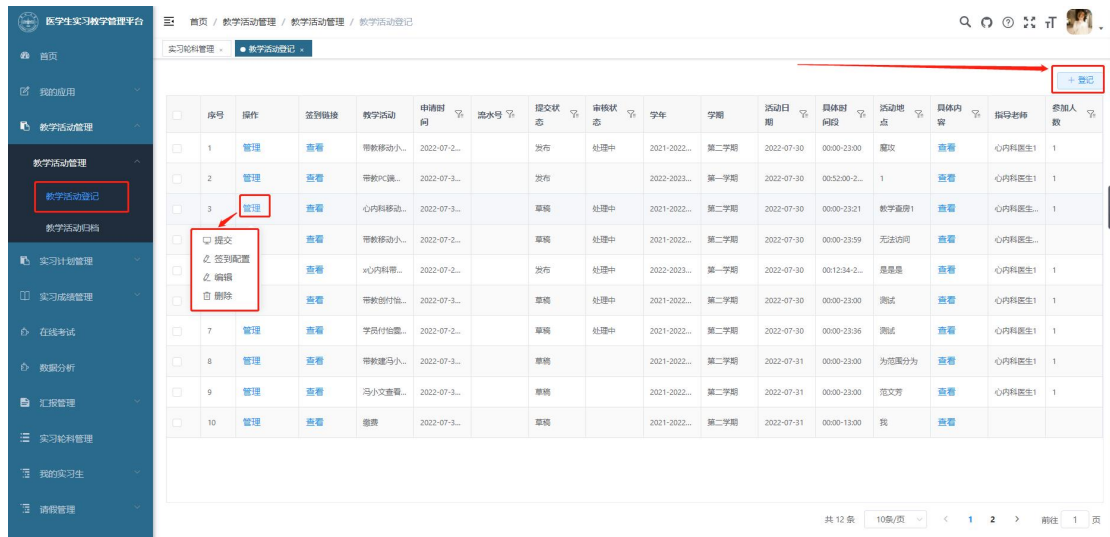 医学生实习教学管理平台
首页 / 教学活动管理 / 教学活动管理 / 教学活动登记
实习轮科管理 ×
● 教学活动登记 ×
+ 登记
首页
我的应用
教学活动管理
教学活动管理
教学活动登记
教学活动归档
实习计划管理
实习成绩管理
在线考试
数据分析
汇报管理
实习轮科管理
我的实习生
请假管理
序号 操作 签到链接 教学活动 申请时间 流水号 提交状态 审核状态 学年 学期 活动日期 具体时间段 活动地点 具体内容 指导老师 参加人数
1 管理 查看 带教移动小... 2022-07-2... 发布 处理中 2021-2022... 第二学期 2022-07-30 00:00-23:00 魔攻 查看 心内科医生1 1
2 管理 查看 带教PC端... 2022-07-3... 发布 2022-2023... 第一学期 2022-07-30 00:52:00-2... 1 查看 心内科医生1 1
3 管理 查看 心内科移动... 2022-07-3... 草稿 处理中 2021-2022... 第二学期 2022-07-30 00:00-23:21 教学查房1 查看 心内科医生... 1
查看 带教移动小... 2022-07-2... 草稿 处理中 2021-2022... 第二学期 2022-07-30 00:00-23:59 无法访问 查看 心内科医生...
查看 x心内科带... 2022-07-2... 发布 处理中 2022-2023... 第一学期 2022-07-30 00:12:34-2... 是是是 查看 心内科医生1 1
查看 带教创付怡... 2022-07-3... 草稿 处理中 2021-2022... 第二学期 2022-07-30 00:00-23:00 测试 查看 心内科医生1 1
7 管理 查看 学员付怡霞... 2022-07-2... 草稿 处理中 2021-2022... 第二学期 2022-07-30 00:00-23:36 测试 查看 心内科医生1 1
8 管理 查看 带教建冯小... 2022-07-3... 草稿 2021-2022... 第二学期 2022-07-31 00:00-23:00 为范围分为 查看 心内科医生1 1
9 管理 查看 冯小文查看... 2022-07-3... 草稿 2021-2022... 第二学期 2022-07-31 00:00-23:00 范文芳 查看 心内科医生1 1
10 管理 查看 缴费 2022-07-3... 草稿 2021-2022... 第二学期 2022-07-31 00:00-13:00 我 查看
提交
签到配置
编辑
删除
共 12 条 10条/页 < 1 2 > 前往 1 页